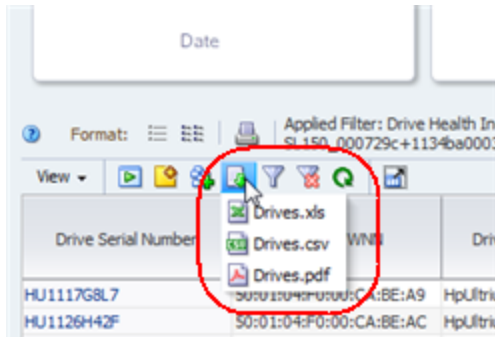 Date
Format:
Applied Filter: Drive Health In
SL150_000729c+1134ba0003
View
Drives.xls
Drive Serial Number WNN Dri
Drives.csv
Drives.pdf
HU1117G8L7 50:01:04:F0:00:CA:BE:A9 HpUltri
HU1126H42F 50:01:04:F0:00:CA:BE:AC HpUltri